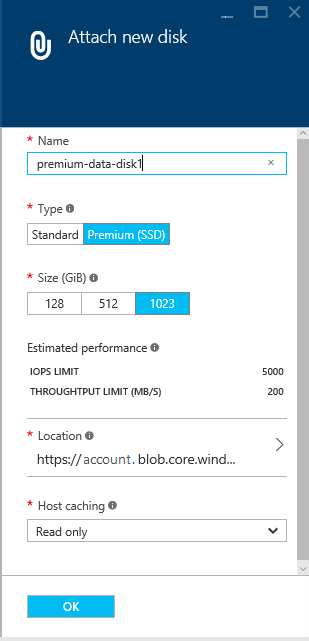 Attach new disk
* Name
premium-data-disk1
* Type
Standard Premium (SSD)
* Size (GiB)
128 512 1023
Estimated performance
IOPS LIMIT 5000
THROUGHTPUT LIMIT (MB/S) 200
* Location
https://account.blob.core.wind...
* Host caching
Read only
OK